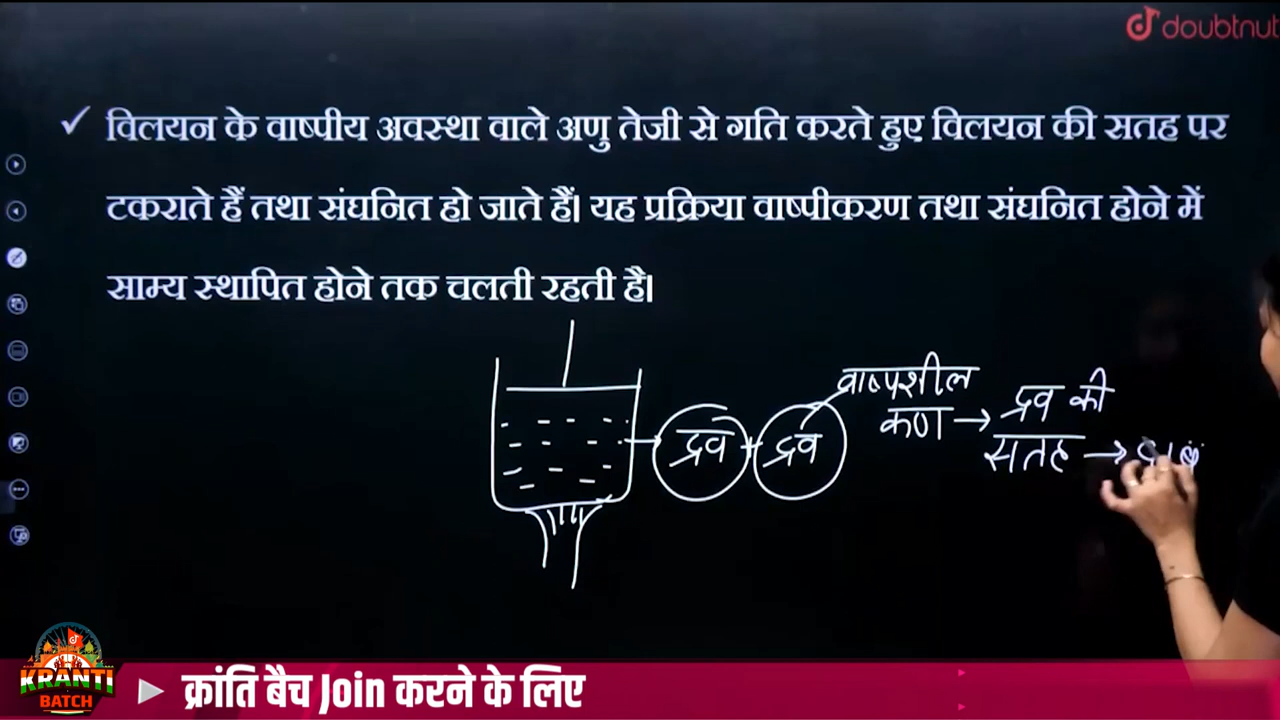 doubtnut
✓ विलयन के वाष्पीय अवस्था वाले अणु तेजी से गति करते हुए विलयन की सतह पर
टकराते हैं तथा संघनित हो जाते हैं। यह प्रक्रिया वाष्पीकरण तथा संघनित होने में
साम्य स्थापित होने तक चलती रहती है।
द्रव + द्रव
वाष्पशील
कण → द्रव की
सतह →
KRANTI
BATCH
क्रांति बैच Join करने के लिए